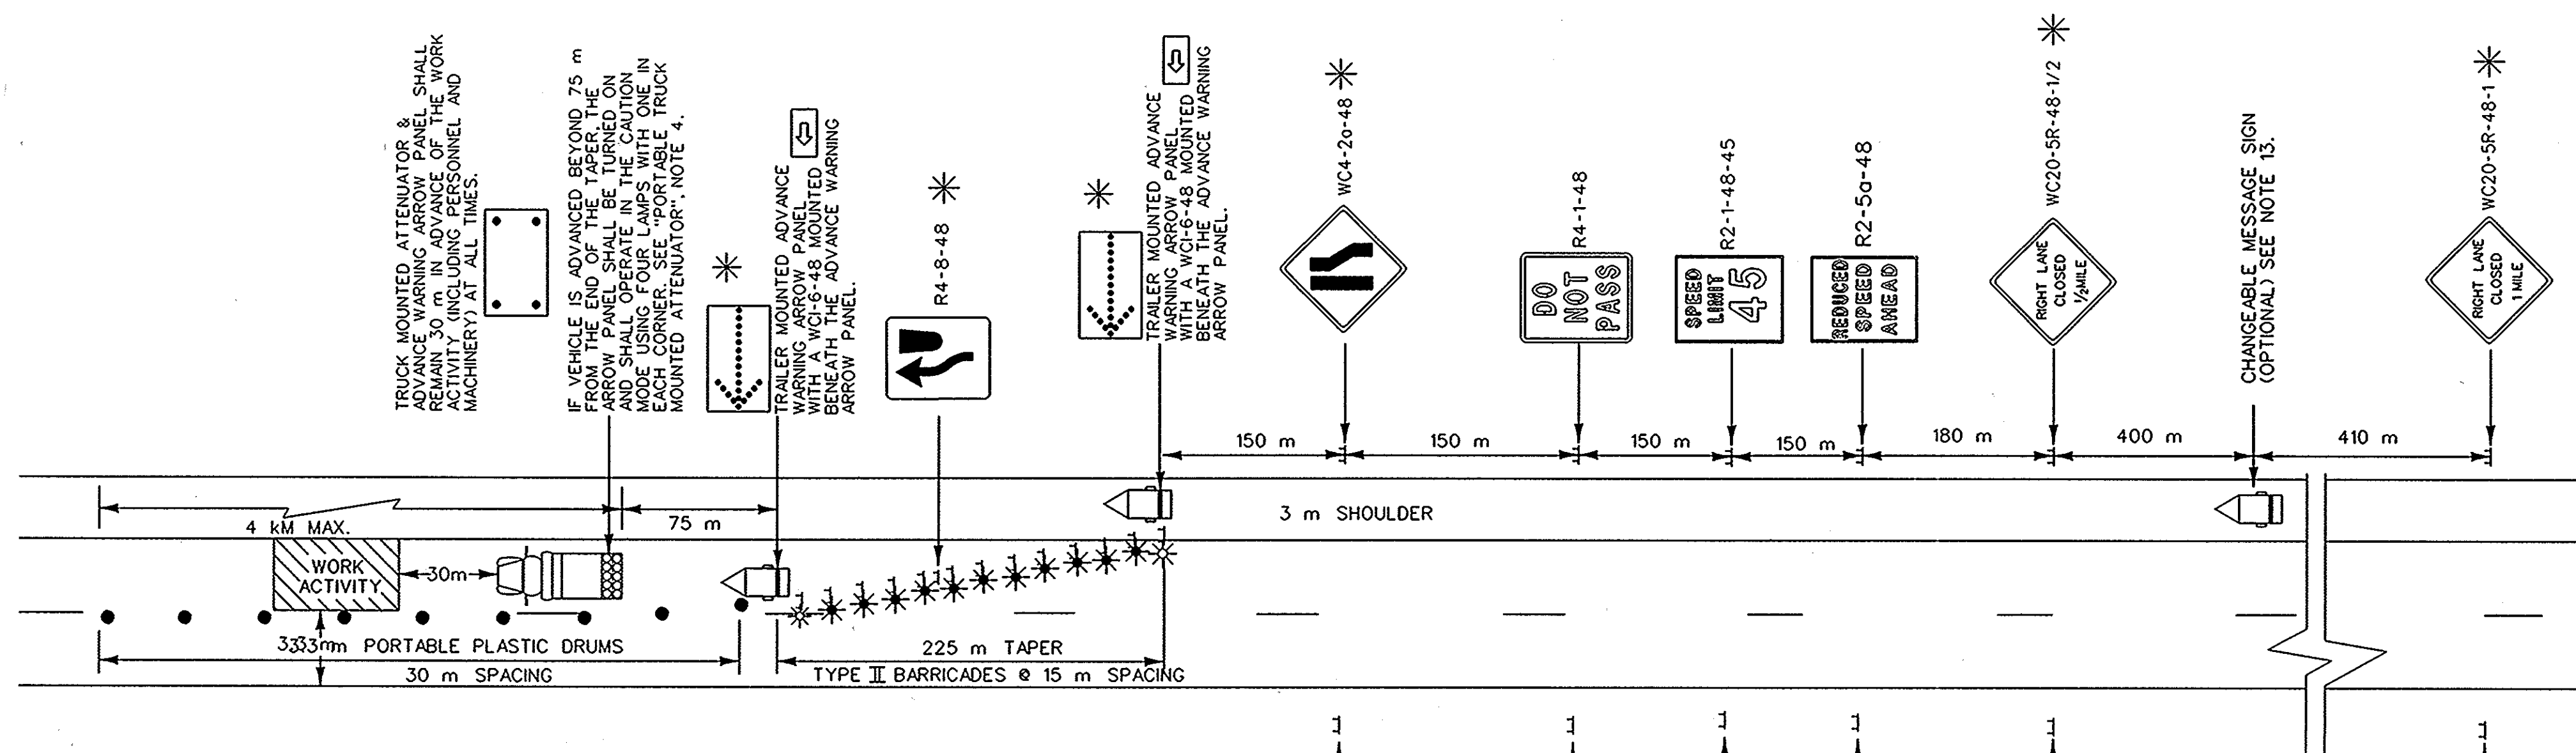 TRUCK MOUNTED ATTENUATOR &
ADVANCE WARNING ARROW PANEL SHALL
REMAIN 30 m IN ADVANCE OF THE WORK
ACTIVITY (INCLUDING PERSONNEL AND
MACHINERY) AT ALL TIMES.
IF VEHICLE IS ADVANCED BEYOND 75 m
FROM THE END OF THE TAPER, THE
ARROW PANEL SHALL BE TURNED ON
AND SHALL OPERATE IN THE CAUTION
MODE USING FOUR LAMPS WITH ONE IN
EACH CORNER. SEE "PORTABLE TRUCK
MOUNTED ATTENUATOR", NOTE 4.
TRAILER MOUNTED ADVANCE
WARNING ARROW PANEL
WITH A WC1-6-48 MOUNTED
BENEATH THE ADVANCE WARNING
ARROW PANEL.
R4-8-48
TRAILER MOUNTED ADVANCE
WARNING ARROW PANEL
WITH A WC1-6-48 MOUNTED
BENEATH THE ADVANCE WARNING
ARROW PANEL.
WC4-2a-48
R4-1-48
DO
NOT
PASS
R2-1-48-45
SPEED
LIMIT
45
R2-5a-48
REDUCED
SPEED
AHEAD
WC20-5R-48-1/2
RIGHT LANE
CLOSED
1/2MILE
CHANGEABLE MESSAGE SIGN
(OPTIONAL) SEE NOTE 13.
WC20-5R-48-1
RIGHT LANE
CLOSED
1 MILE
150 m
150 m
150 m
150 m
180 m
400 m
410 m
4 kM MAX.
75 m
3 m SHOULDER
WORK
ACTIVITY
30m
PORTABLE PLASTIC DRUMS
30 m SPACING
225 m TAPER
TYPE II BARRICADES @ 15 m SPACING